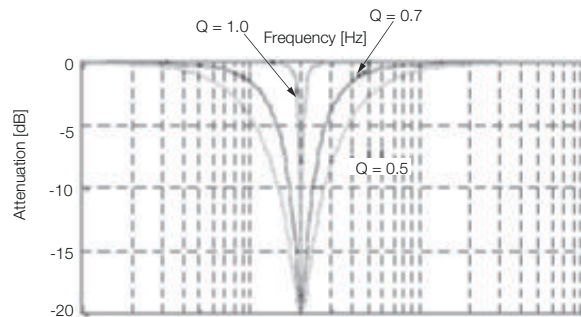 Q = 1.0
Q = 0.7
Frequency [Hz]
0
-5
-10
-15
-20
Attenuation [dB]
Q = 0.5